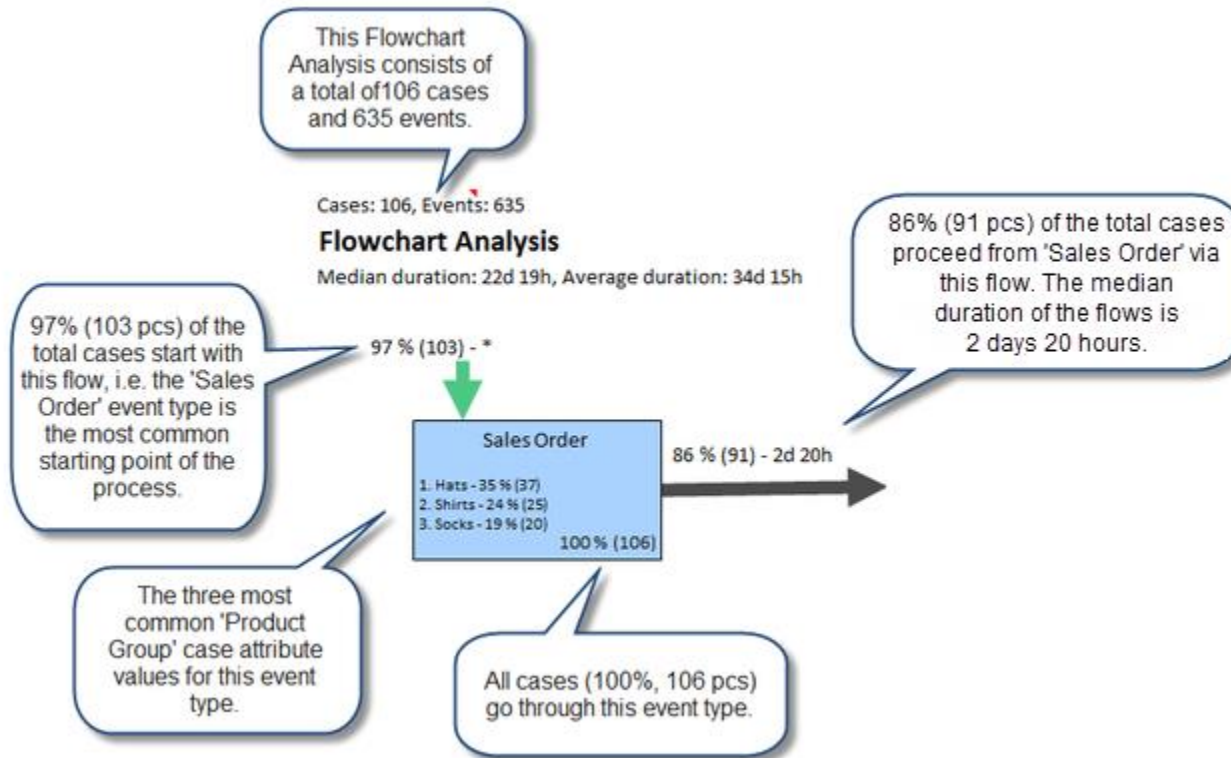 This Flowchart
Analysis consists of
a total of106 cases
and 635 events.
Cases: 106, Events: 635
Flowchart Analysis
Median duration: 22d 19h, Average duration: 34d 15h
86% (91 pcs) of the total cases
proceed from 'Sales Order' via
this flow. The median
duration of the flows is
2 days 20 hours.
97% (103 pcs) of the
total cases start with
this flow, i.e. the 'Sales
Order' event type is
the most common
starting point of the
process.
97 % (103) - *
Sales Order
1. Hats - 35 % (37)
2. Shirts - 24 % (25)
3. Socks - 19 % (20)
100 % (106)
86 % (91) - 2d 20h
The three most
common 'Product
Group' case attribute
values for this event
type.
All cases (100%, 106 pcs)
go through this event type.